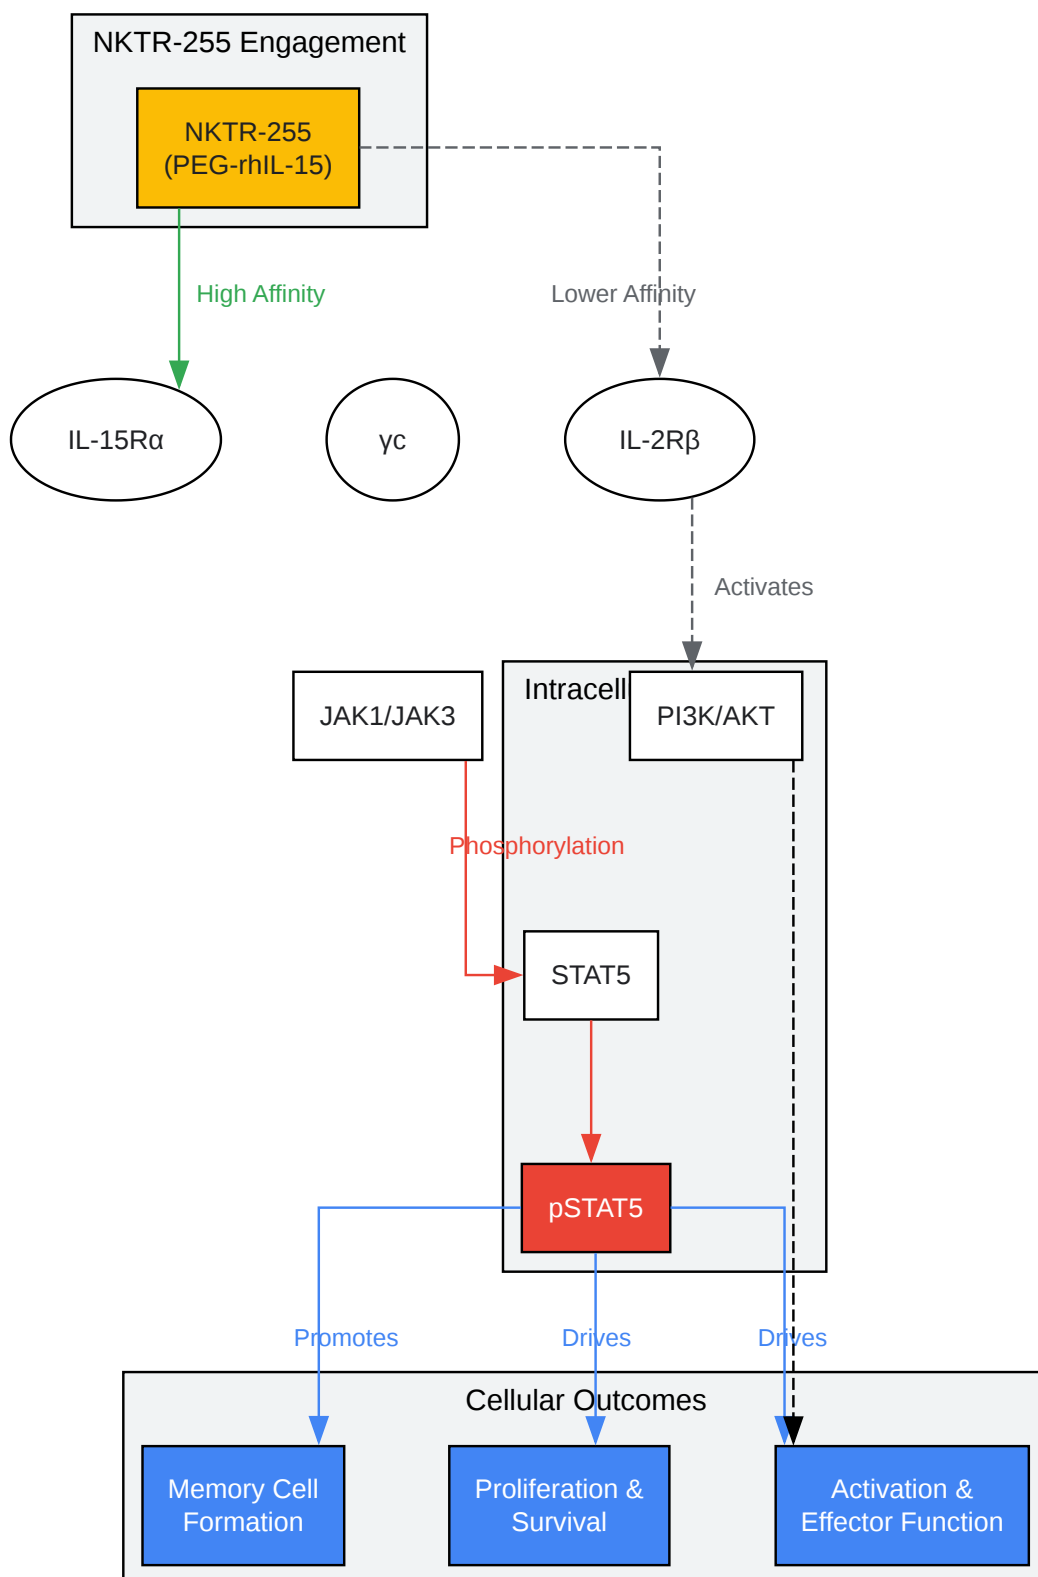 NKTR-255 Engagement
NKTR-255
(PEG-rhIL-15)
High Affinity
Lower Affinity
IL-15Rα
γc
IL-2Rβ
Activates
JAK1/JAK3
Intracell
PI3K/AKT
Phosphorylation
STAT5
pSTAT5
Promotes
Drives
Drives
Cellular Outcomes
Memory Cell
Formation
Proliferation &
Survival
Activation &
Effector Function